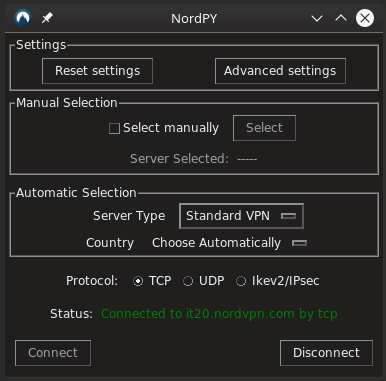 NordPY
Settings
Reset settings Advanced settings
Manual Selection
Select manually Select
Server Selected: -----
Automatic Selection
Server Type Standard VPN
Country Choose Automatically
Protocol: TCP UDP Ikev2/IPsec
Status: Connected to it20.nordvpn.com by tcp
Connect Disconnect